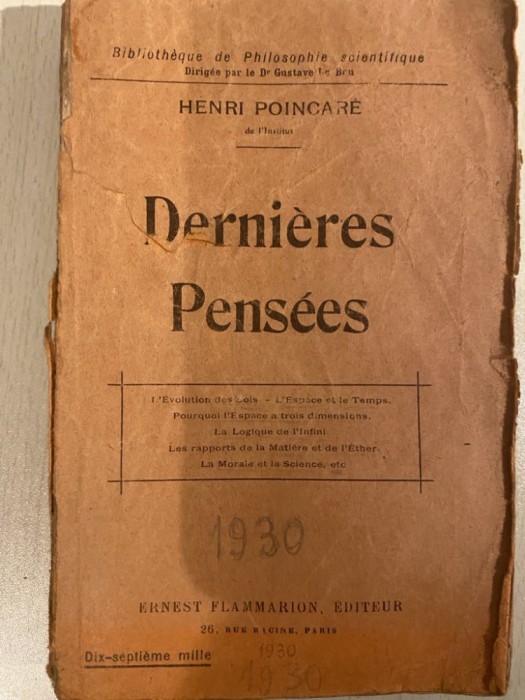 Bibliothèque de Philosophie scientifique
Dirigée par le Dr Gustave Le Bon
HENRI POINCARÉ
de l'Institut
Dernières
Pensées
L'Évolution des Lois - L'Espace et le Temps.
Pourquoi l'Espace a trois dimensions.
La Logique de l'Infini
Les rapports de la Matière et de l'Éther.
La Morale et la Science, etc
1930
ERNEST FLAMMARION, EDITEUR
26, RUE RACINE, PARIS
Dix-septième mille
1930
1930